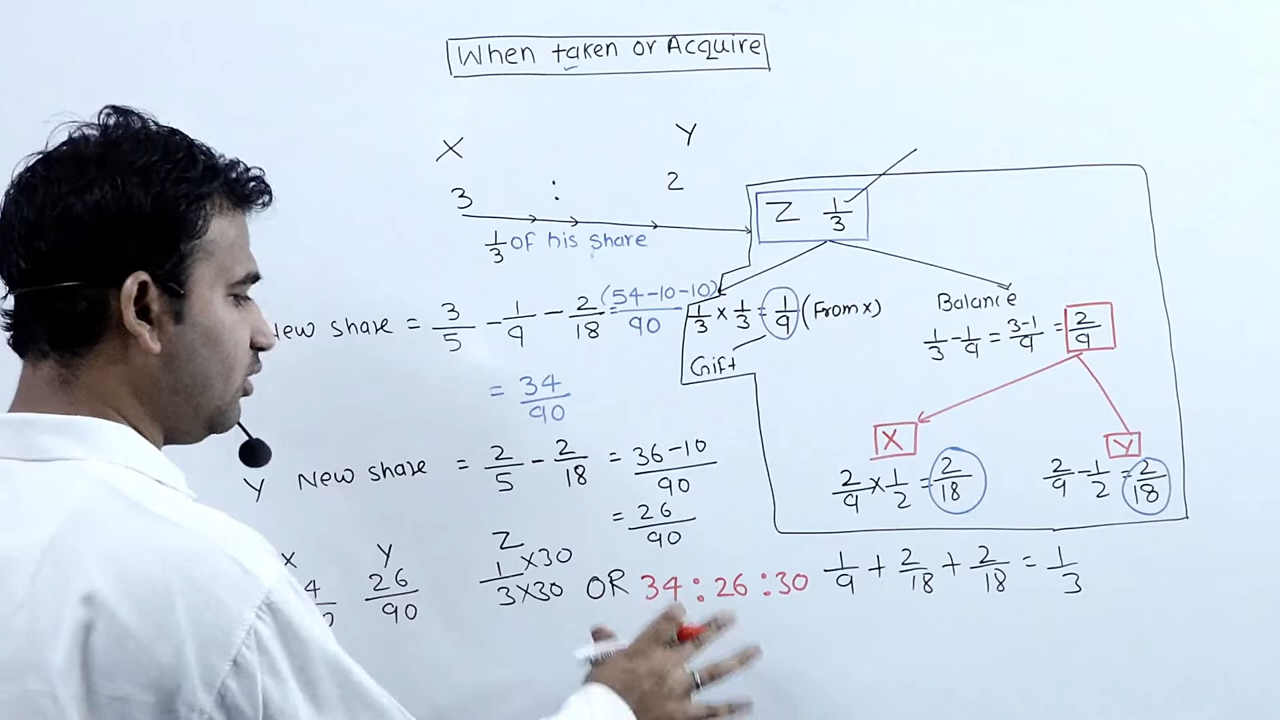 When taken or Acquire
X Y
3 : 2
Z 1/3
1/3 of his share
New share = 3/5 - 1/9 - 2/18 = (54-10-10)/90
= 34/90
1/3 × 1/3 = 1/9 (From x)
Gift
Balance
1/3 - 1/9 = 3-1/9 = 2/9
X Y
2/9 × 1/2 = 2/18
2/9 - 1/2 = 2/18
Y New share = 2/5 - 2/18 = 36-10/90
= 26/90
X Y Z
4 26/90 1×30/3×30 OR 34:26:30
1/9 + 2/18 + 2/18 = 1/3